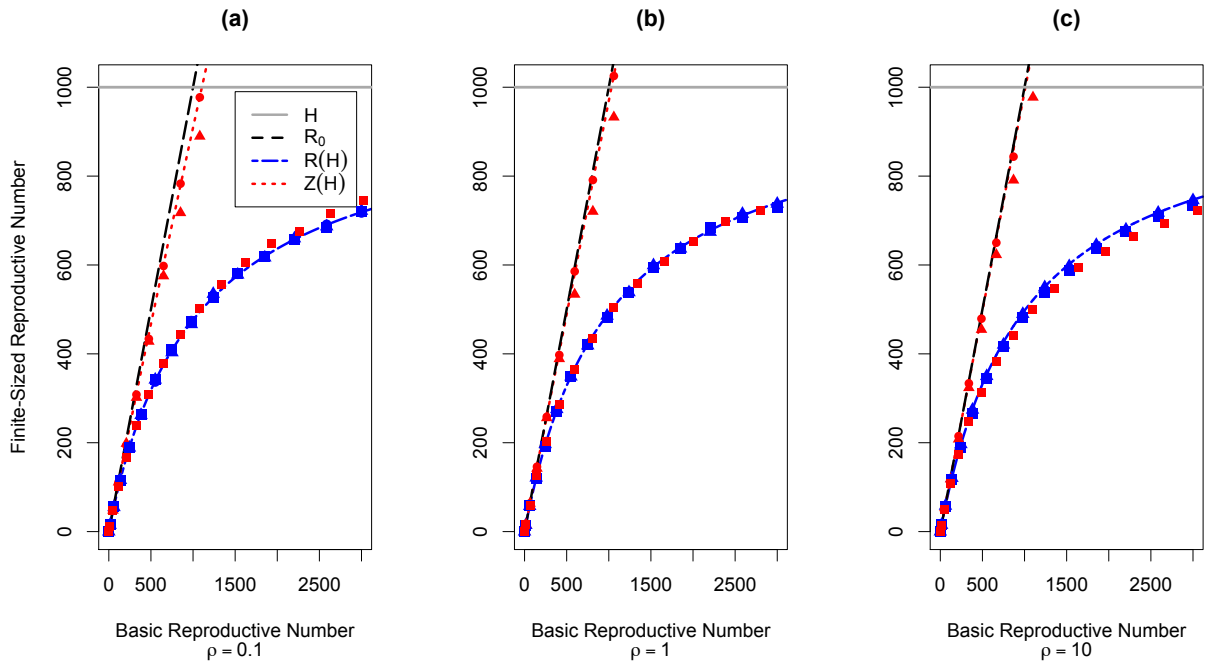 (a)
(b)
(c)
Finite-Sized Reproductive Number
0 200 400 600 800 1000
0 200 400 600 800 1000
0 200 400 600 800 1000
H
R₀
R(H)
Z(H)
0 500 1500 2500
0 500 1500 2500
0 500 1500 2500
Basic Reproductive Number
ρ = 0.1
Basic Reproductive Number
ρ = 1
Basic Reproductive Number
ρ = 10